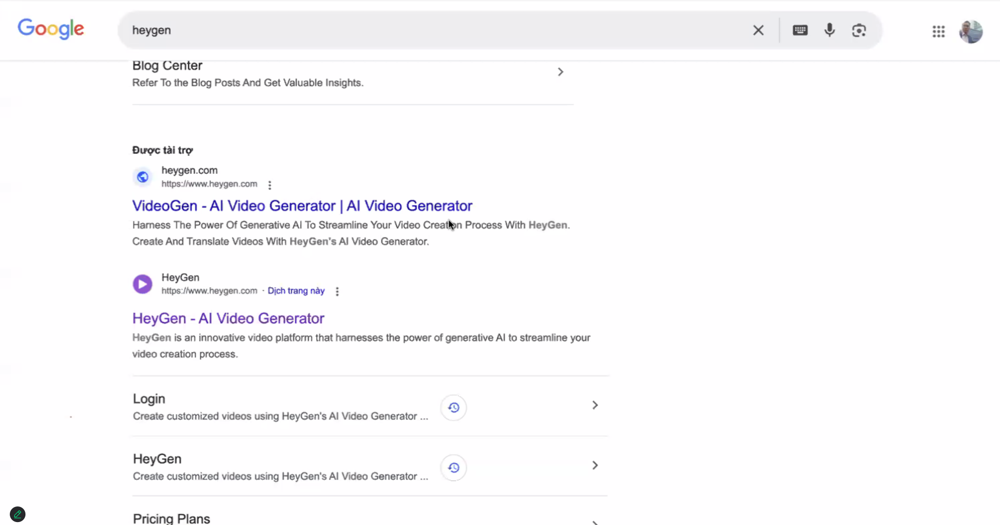 Google
heygen
Blog Center
Refer To the Blog Posts And Get Valuable Insights.
Được tài trợ
heygen.com
https://www.heygen.com
VideoGen - AI Video Generator | AI Video Generator
Harness The Power Of Generative AI To Streamline Your Video Creation Process With HeyGen.
Create And Translate Videos With HeyGen's AI Video Generator.
HeyGen
https://www.heygen.com · Dịch trang này
HeyGen - AI Video Generator
HeyGen is an innovative video platform that harnesses the power of generative AI to streamline your
video creation process.
Login
Create customized videos using HeyGen's AI Video Generator ...
HeyGen
Create customized videos using HeyGen's AI Video Generator ...
Pricing Plans